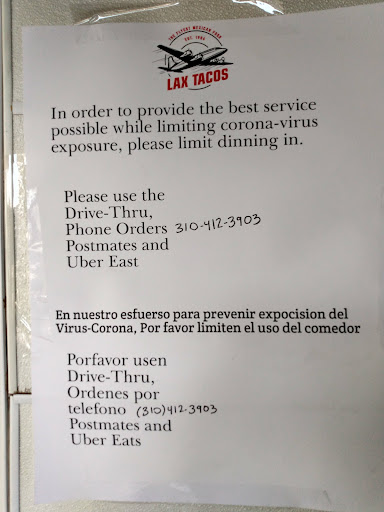 THE FLYEST MEXICAN FOOD
EST. 1993
LAX TACOS
In order to provide the best service
possible while limiting corona-virus
exposure, please limit dinning in.
Please use the
Drive-Thru,
Phone Orders 310-412-3903
Postmates and
Uber East
En nuestro esfuerso para prevenir expocision del
Virus-Corona, Por favor limiten el uso del comedor
Porfavor usen
Drive-Thru,
Ordenes por
telefono (310)412-3903
Postmates and
Uber Eats